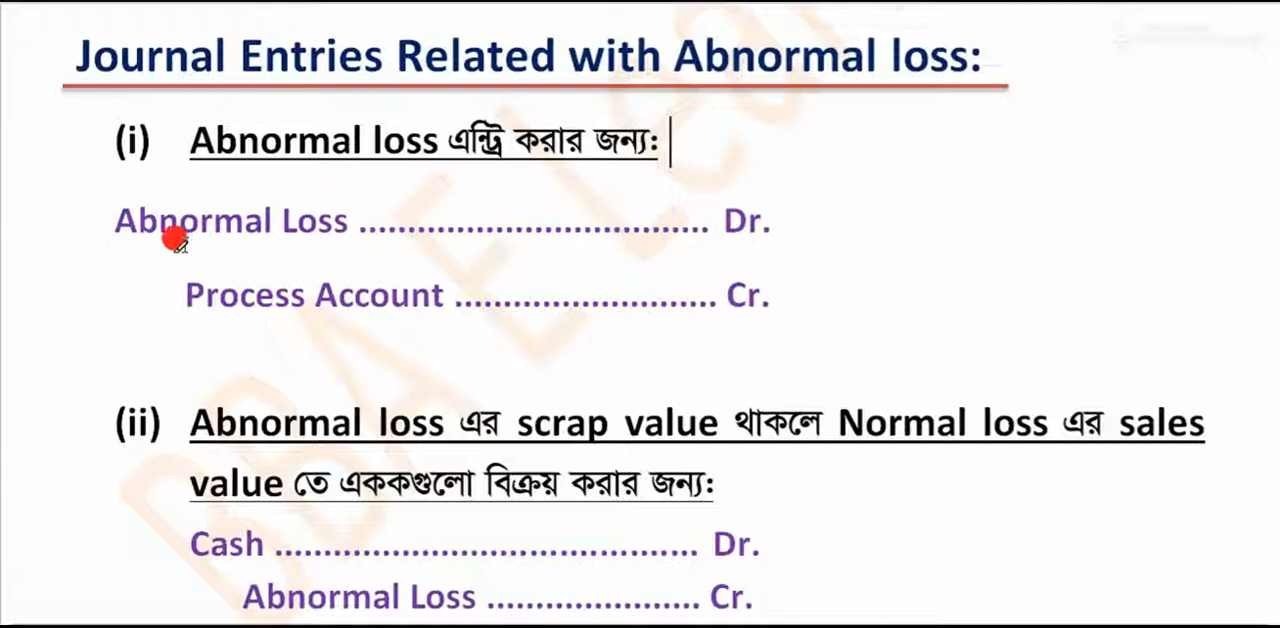 Journal Entries Related with Abnormal loss:
(i) Abnormal loss এন্ট্রি করার জন্য:
Abnormal Loss .................................... Dr.
Process Account ........................... Cr.
(ii) Abnormal loss এর scrap value থাকলে Normal loss এর sales
value তে এককগুলো বিক্রয় করার জন্য:
Cash ........................................... Dr.
Abnormal Loss ...................... Cr.